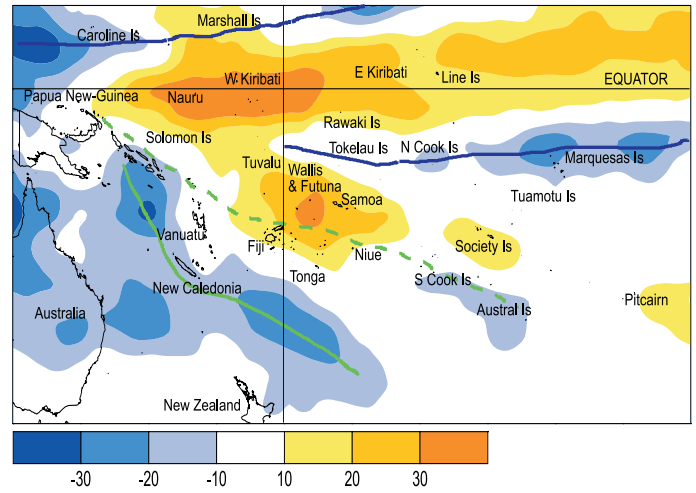 Marshall Is
Caroline Is
W Kiribati
E Kiribati
Line Is
EQUATOR
Papua New-Guinea
Nauru
Rawaki Is
Solomon Is
Tokelau Is
N Cook Is
Marquesas Is
Tuvalu
Wallis
& Futuna
Samoa
Tuamotu Is
Vanuatu
Fiji
Niue
Society Is
Tonga
New Caledonia
S Cook Is
Austral Is
Pitcairn
Australia
New Zealand
-30 -20 -10 10 20 30